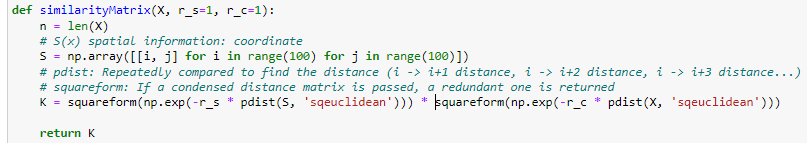 def similarityMatrix(X, r_s=1, r_c=1):
n = len(X)
# S(x) spatial information: coordinate
S = np.array([[i, j] for i in range(100) for j in range(100)])
# pdist: Repeatedly compared to find the distance (i -> i+1 distance, i -> i+2 distance, i -> i+3 distance...)
# squareform: If a condensed distance matrix is passed, a redundant one is returned
K = squareform(np.exp(-r_s * pdist(S, 'sqeuclidean'))) * squareform(np.exp(-r_c * pdist(X, 'sqeuclidean')))
return K